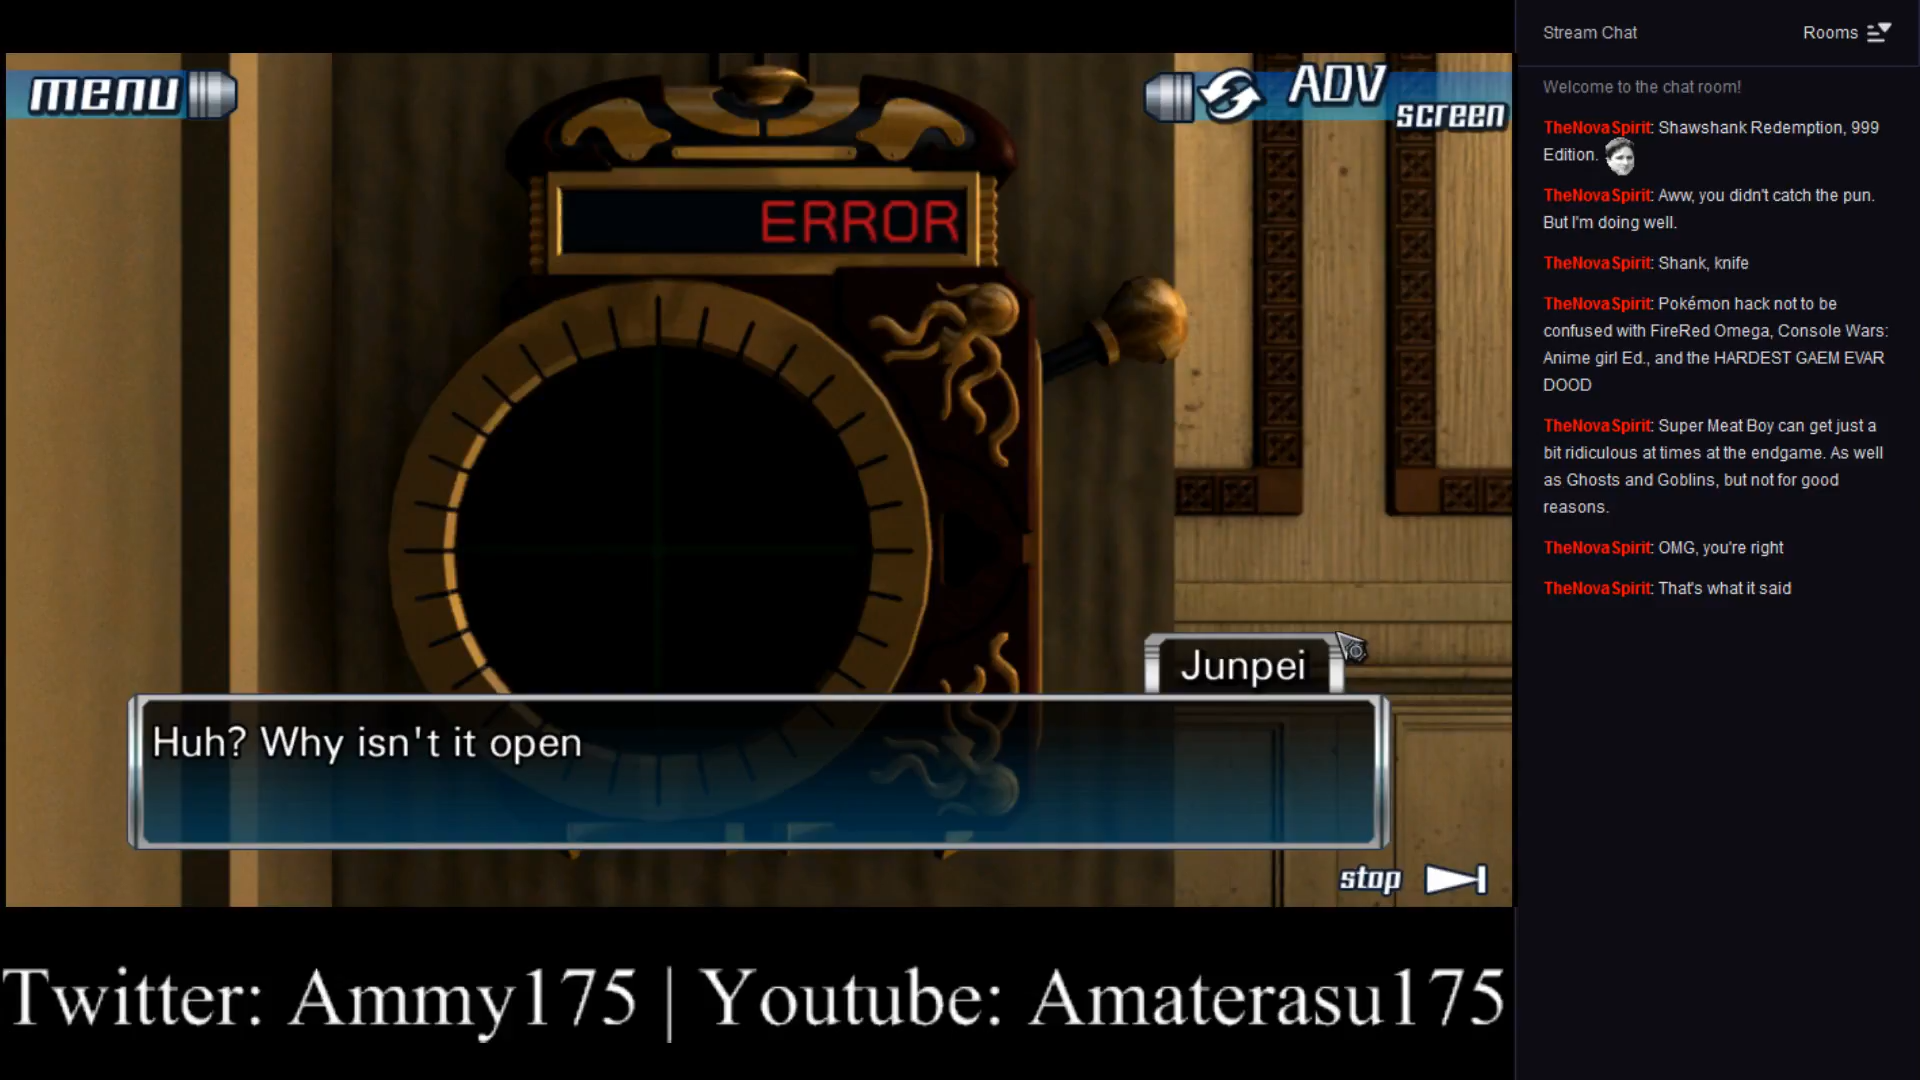 menu
ADV
screen
ERROR
Junpei
Huh? Why isn't it open
stop
Twitter: Ammy175 | Youtube: Amaterasu175
Stream Chat
Rooms
Welcome to the chat room!
TheNovaSpirit: Shawshank Redemption, 999
Edition.
TheNovaSpirit: Aww, you didn't catch the pun.
But I'm doing well.
TheNovaSpirit: Shank, knife
TheNovaSpirit: Pokémon hack not to be
confused with FireRed Omega, Console Wars:
Anime girl Ed., and the HARDEST GAEM EVAR
DOOD
TheNovaSpirit: Super Meat Boy can get just a
bit ridiculous at times at the endgame. As well
as Ghosts and Goblins, but not for good
reasons.
TheNovaSpirit: OMG, you're right
TheNovaSpirit: That's what it said